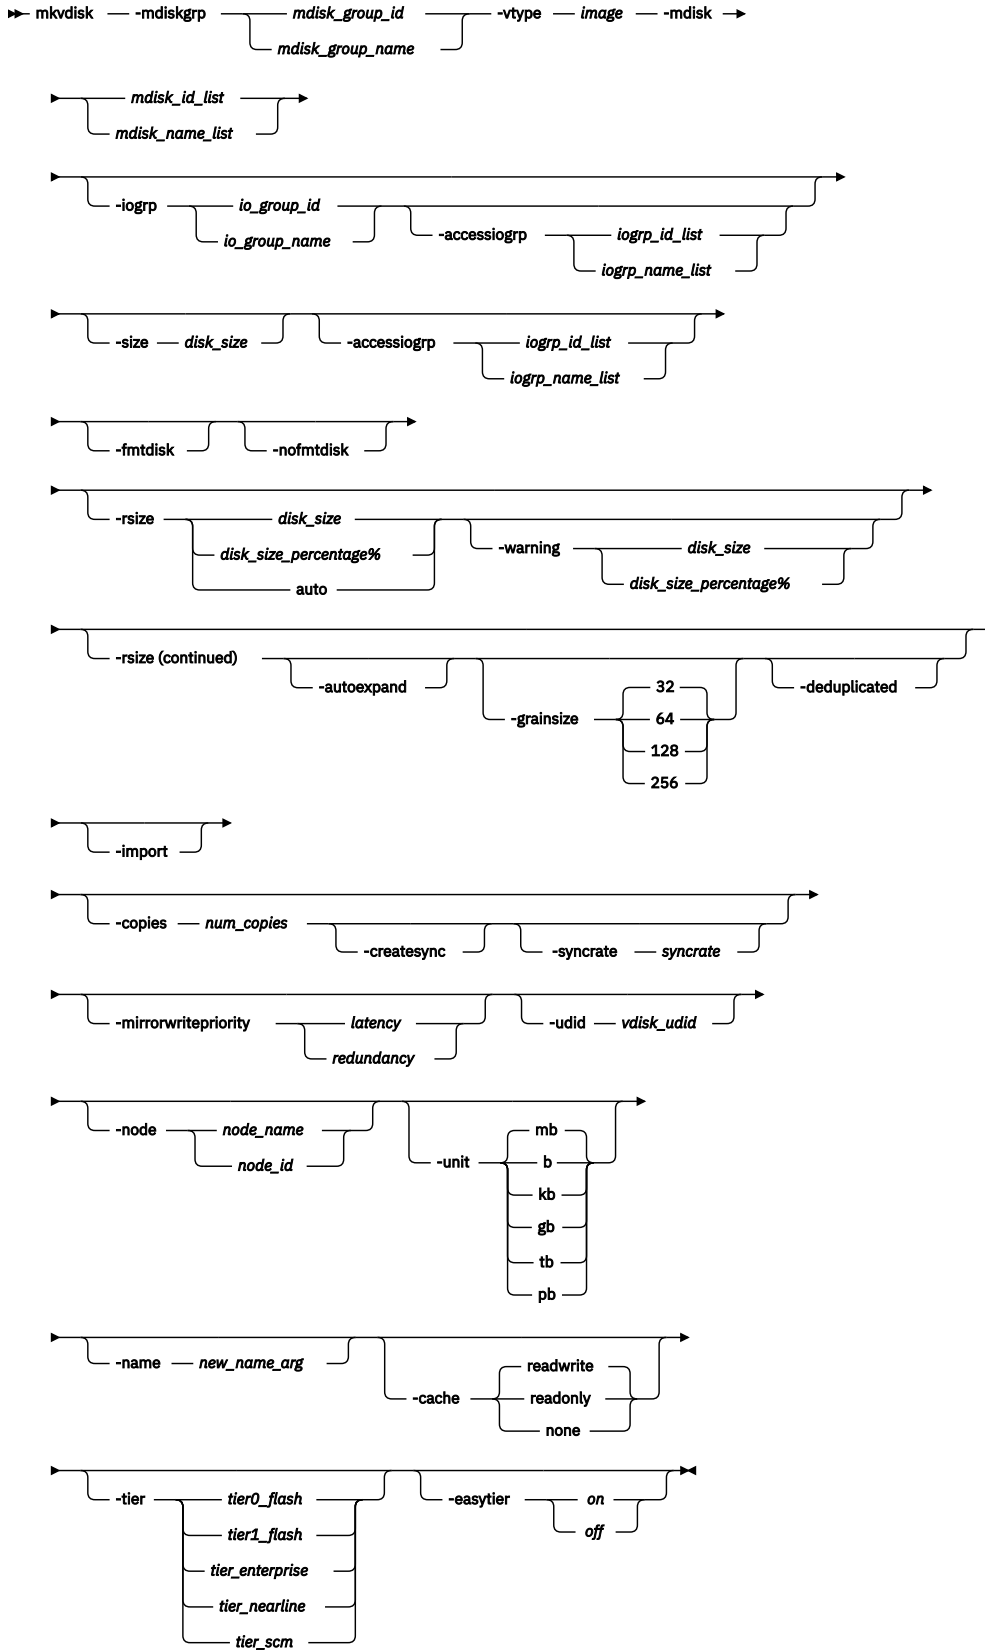 mkvdisk -mdiskgrp mdisk_group_id -vtype image -mdisk
mdisk_group_name
mdisk_id_list
mdisk_name_list
-iogrp io_group_id
io_group_name
-accessiogrp iogrp_id_list
iogrp_name_list
-size disk_size
-accessiogrp iogrp_id_list
iogrp_name_list
-fmtdisk -nofmtdisk
-rsize disk_size
disk_size_percentage%
auto
-warning disk_size
disk_size_percentage%
-rsize (continued)
-autoexpand
-grainsize
32
64
128
256
-deduplicated
-import
-copies num_copies
-createsync
-syncrate syncrate
-mirrorwritepriority latency
redundancy
-udid vdisk_udid
-node node_name
node_id
-unit
mb
b
kb
gb
tb
pb
-name new_name_arg
-cache
readwrite
readonly
none
-tier tier0_flash
tier1_flash
tier_enterprise
tier_nearline
tier_scm
-easytier on
off